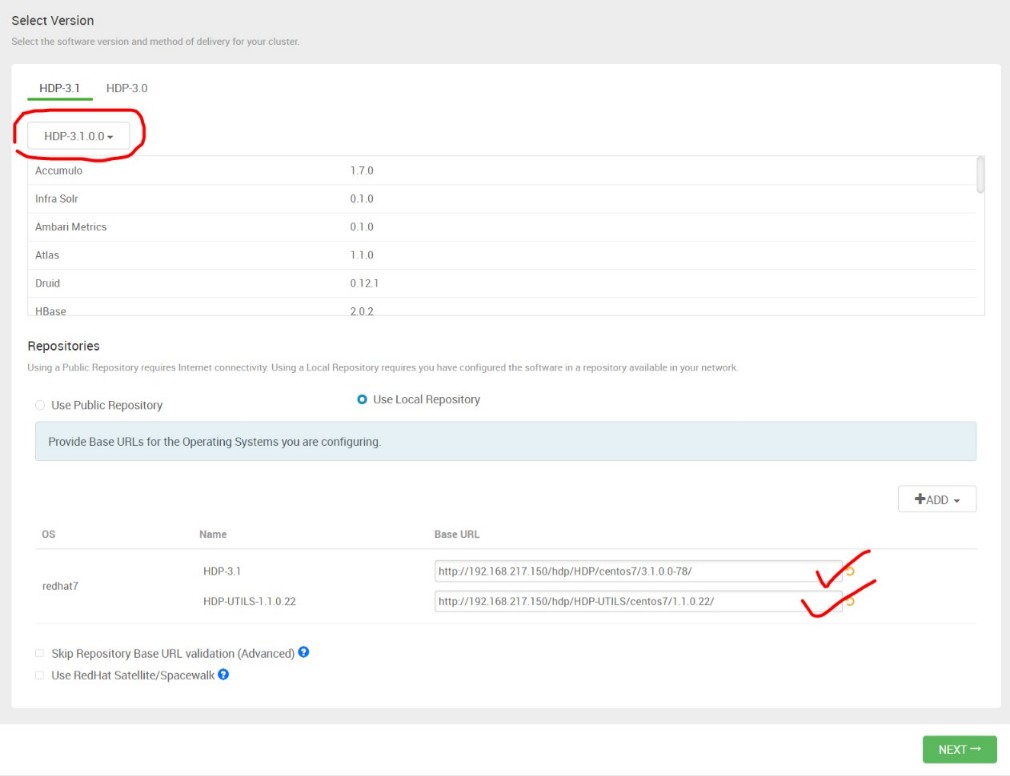 Select Version
Select the software version and method of delivery for your cluster.
HDP-3.1 HDP-3.0
HDP-3.1.0.0
Accumulo 1.7.0
Infra Solr 0.1.0
Ambari Metrics 0.1.0
Atlas 1.1.0
Druid 0.12.1
HBase 2.0.2
Repositories
Using a Public Repository requires Internet connectivity. Using a Local Repository requires you have configured the software in a repository available in your network.
Use Public Repository Use Local Repository
Provide Base URLs for the Operating Systems you are configuring.
+ADD
OS Name Base URL
redhat7
HDP-3.1 http://192.168.217.150/hdp/HDP/centos7/3.1.0.0-78/
HDP-UTILS-1.1.0.22 http://192.168.217.150/hdp/HDP-UTILS/centos7/1.1.0.22/
Skip Repository Base URL validation (Advanced) ?
Use RedHat Satellite/Spacewalk ?
NEXT→